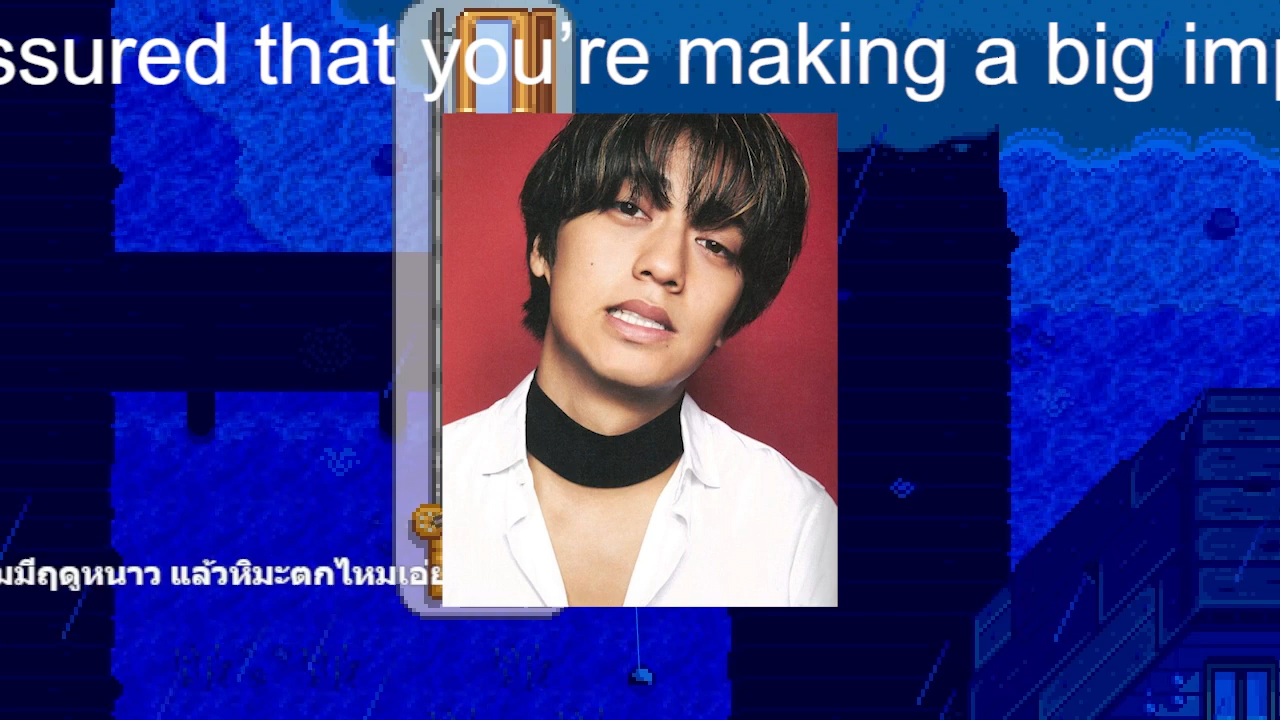 ssured that you’re making a big imp
มมีฤดูหนาว แล้วหิมะตกไหมเอ่ย